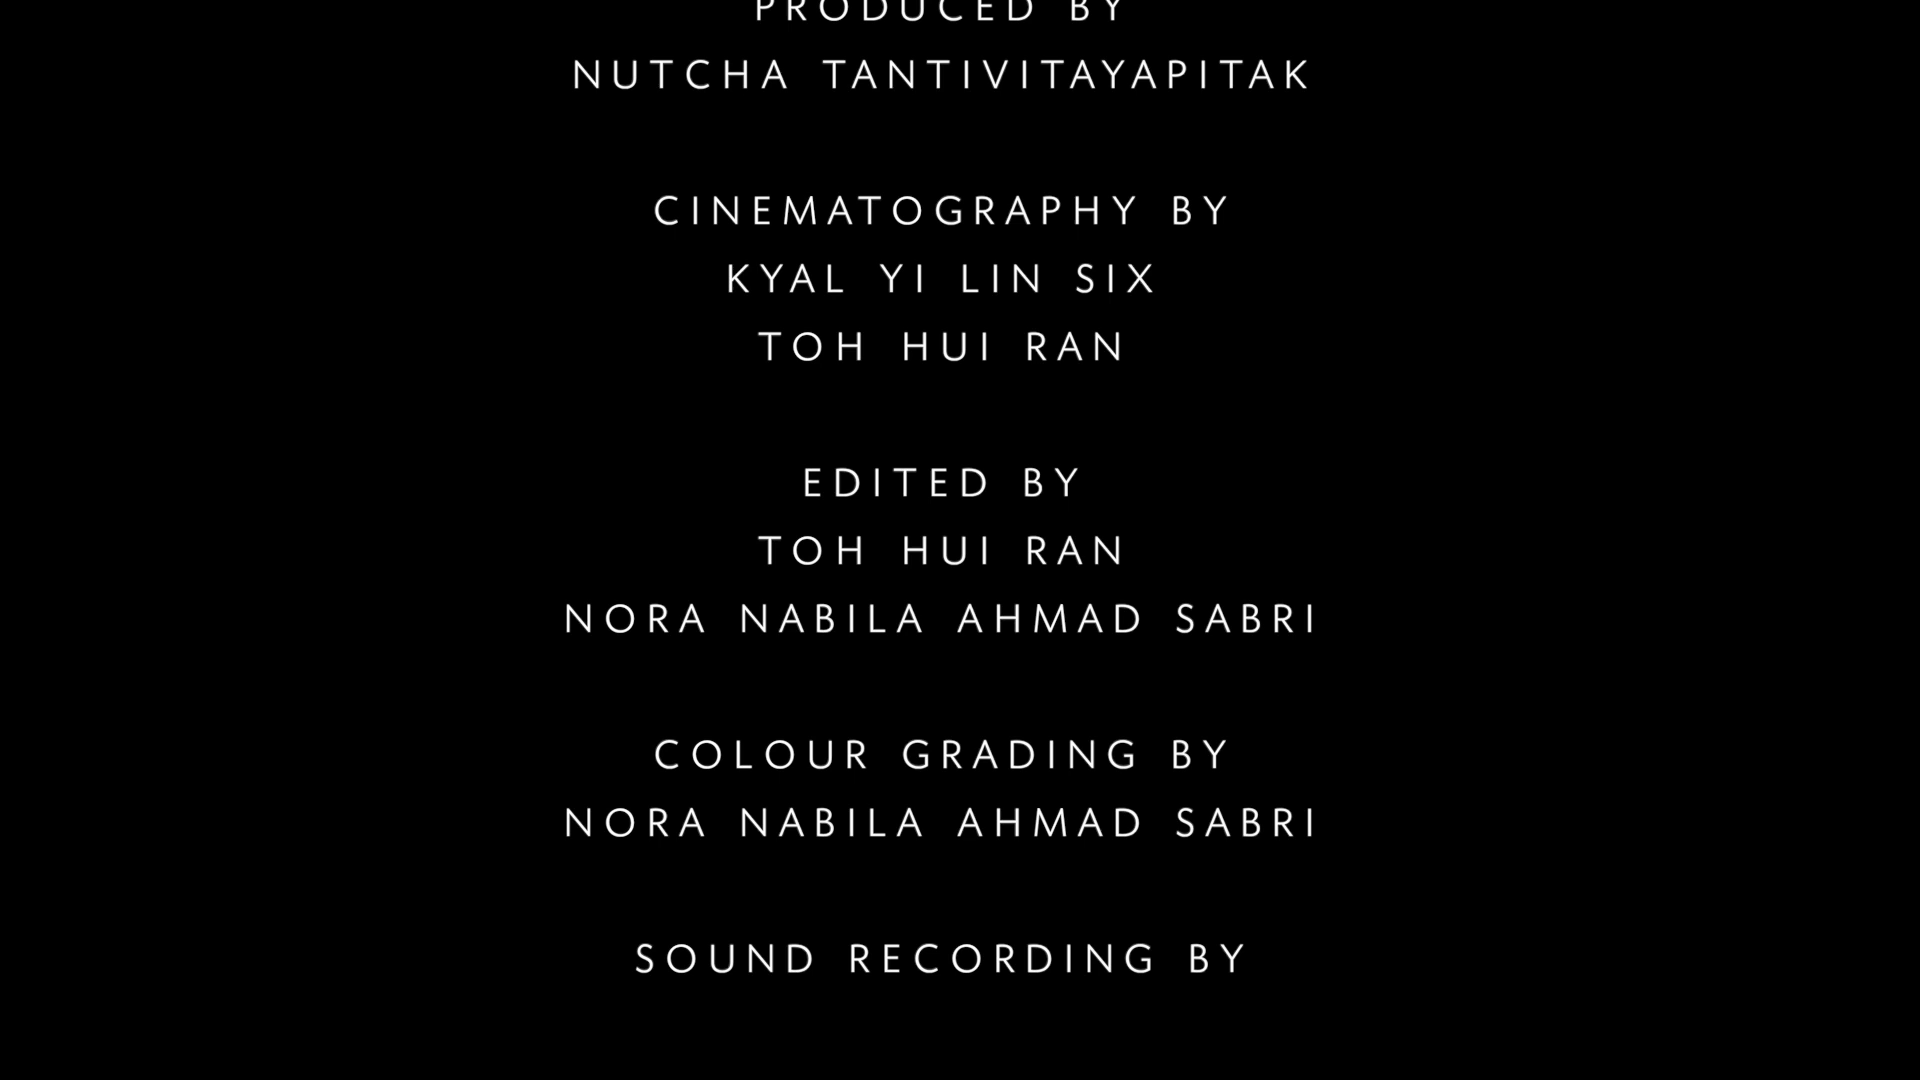 PRODUCED BY
NUTCHA TANTIVITAYAPITAK
CINEMATOGRAPHY BY
KYAL YI LIN SIX
TOH HUI RAN
EDITED BY
TOH HUI RAN
NORA NABILA AHMAD SABRI
COLOUR GRADING BY
NORA NABILA AHMAD SABRI
SOUND RECORDING BY